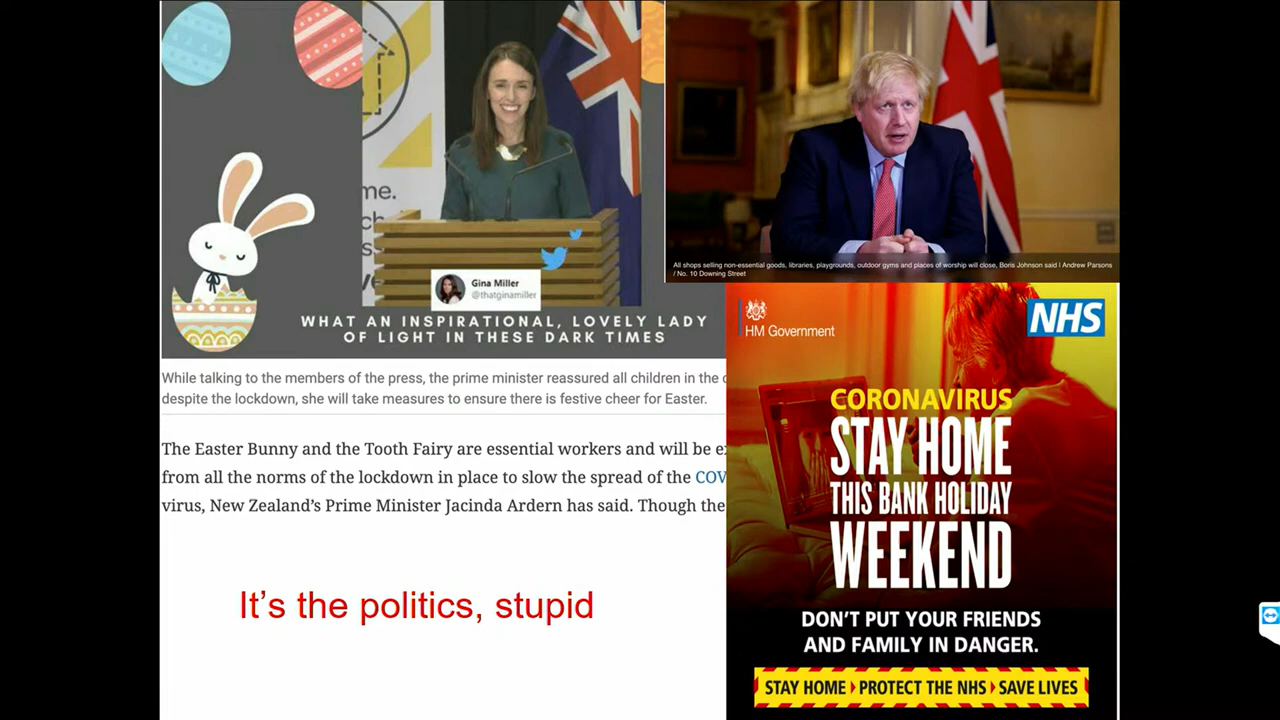 me.
ch
s
ve
Gina Miller
@thatginamiller
WHAT AN INSPIRATIONAL, LOVELY LADY
OF LIGHT IN THESE DARK TIMES
While talking to the members of the press, the prime minister reassured all children in the
despite the lockdown, she will take measures to ensure there is festive cheer for Easter.
The Easter Bunny and the Tooth Fairy are essential workers and will be
from all the norms of the lockdown in place to slow the spread of the COV
virus, New Zealand's Prime Minister Jacinda Ardern has said. Though the
It's the politics, stupid
All shops selling non-essential goods, libraries, playgrounds, outdoor gyms and places of worship will close, Boris Johnson said | Andrew Parsons
/ No. 10 Downing Street
HM Government
NHS
CORONAVIRUS
STAY HOME
THIS BANK HOLIDAY
WEEKEND
DON'T PUT YOUR FRIENDS
AND FAMILY IN DANGER.
STAY HOME PROTECT THE NHS SAVE LIVES